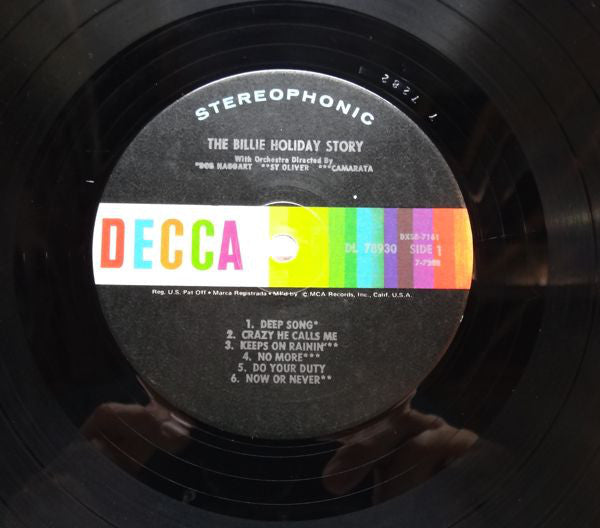 7 7282
STEREOPHONIC
THE BILLIE HOLIDAY STORY
With Orchestra Directed By
*BOB HAGGART **SY OLIVER ***CAMARATA
DECCA
DXSB-7161
DL 78930 SIDE 1
Reg. U.S. Pat Off • Marca Registrada • Mfd by © MCA Records, Inc., Calif. U.S.A.
1. DEEP SONG*
2. CRAZY HE CALLS ME
3. KEEPS ON RAININ'**
4. NO MORE***
5. DO YOUR DUTY
6. NOW OR NEVER**